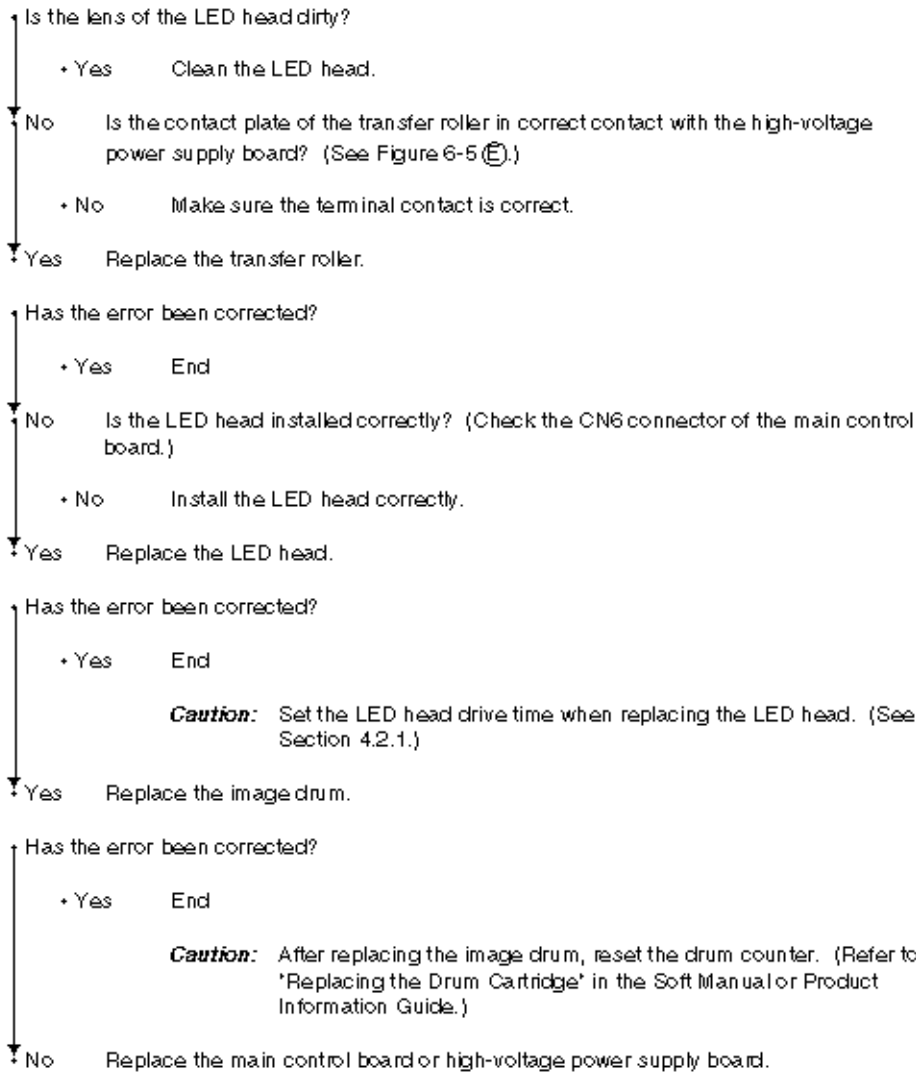 Is the lens of the LED head dirty?
• Yes Clean the LED head.
No Is the contact plate of the transfer roller in correct contact with the high-voltage
power supply board? (See Figure 6-5 Ⓔ.)
• No Make sure the terminal contact is correct.
Yes Replace the transfer roller.
Has the error been corrected?
• Yes End
No Is the LED head installed correctly? (Check the CN6 connector of the main control
board.)
• No Install the LED head correctly.
Yes Replace the LED head.
Has the error been corrected?
• Yes End
Caution: Set the LED head drive time when replacing the LED head. (See
Section 4.2.1.)
Yes Replace the image drum.
Has the error been corrected?
• Yes End
Caution: After replacing the image drum, reset the drum counter. (Refer to
"Replacing the Drum Cartridge" in the Soft Manual or Product
Information Guide.)
No Replace the main control board or high-voltage power supply board.